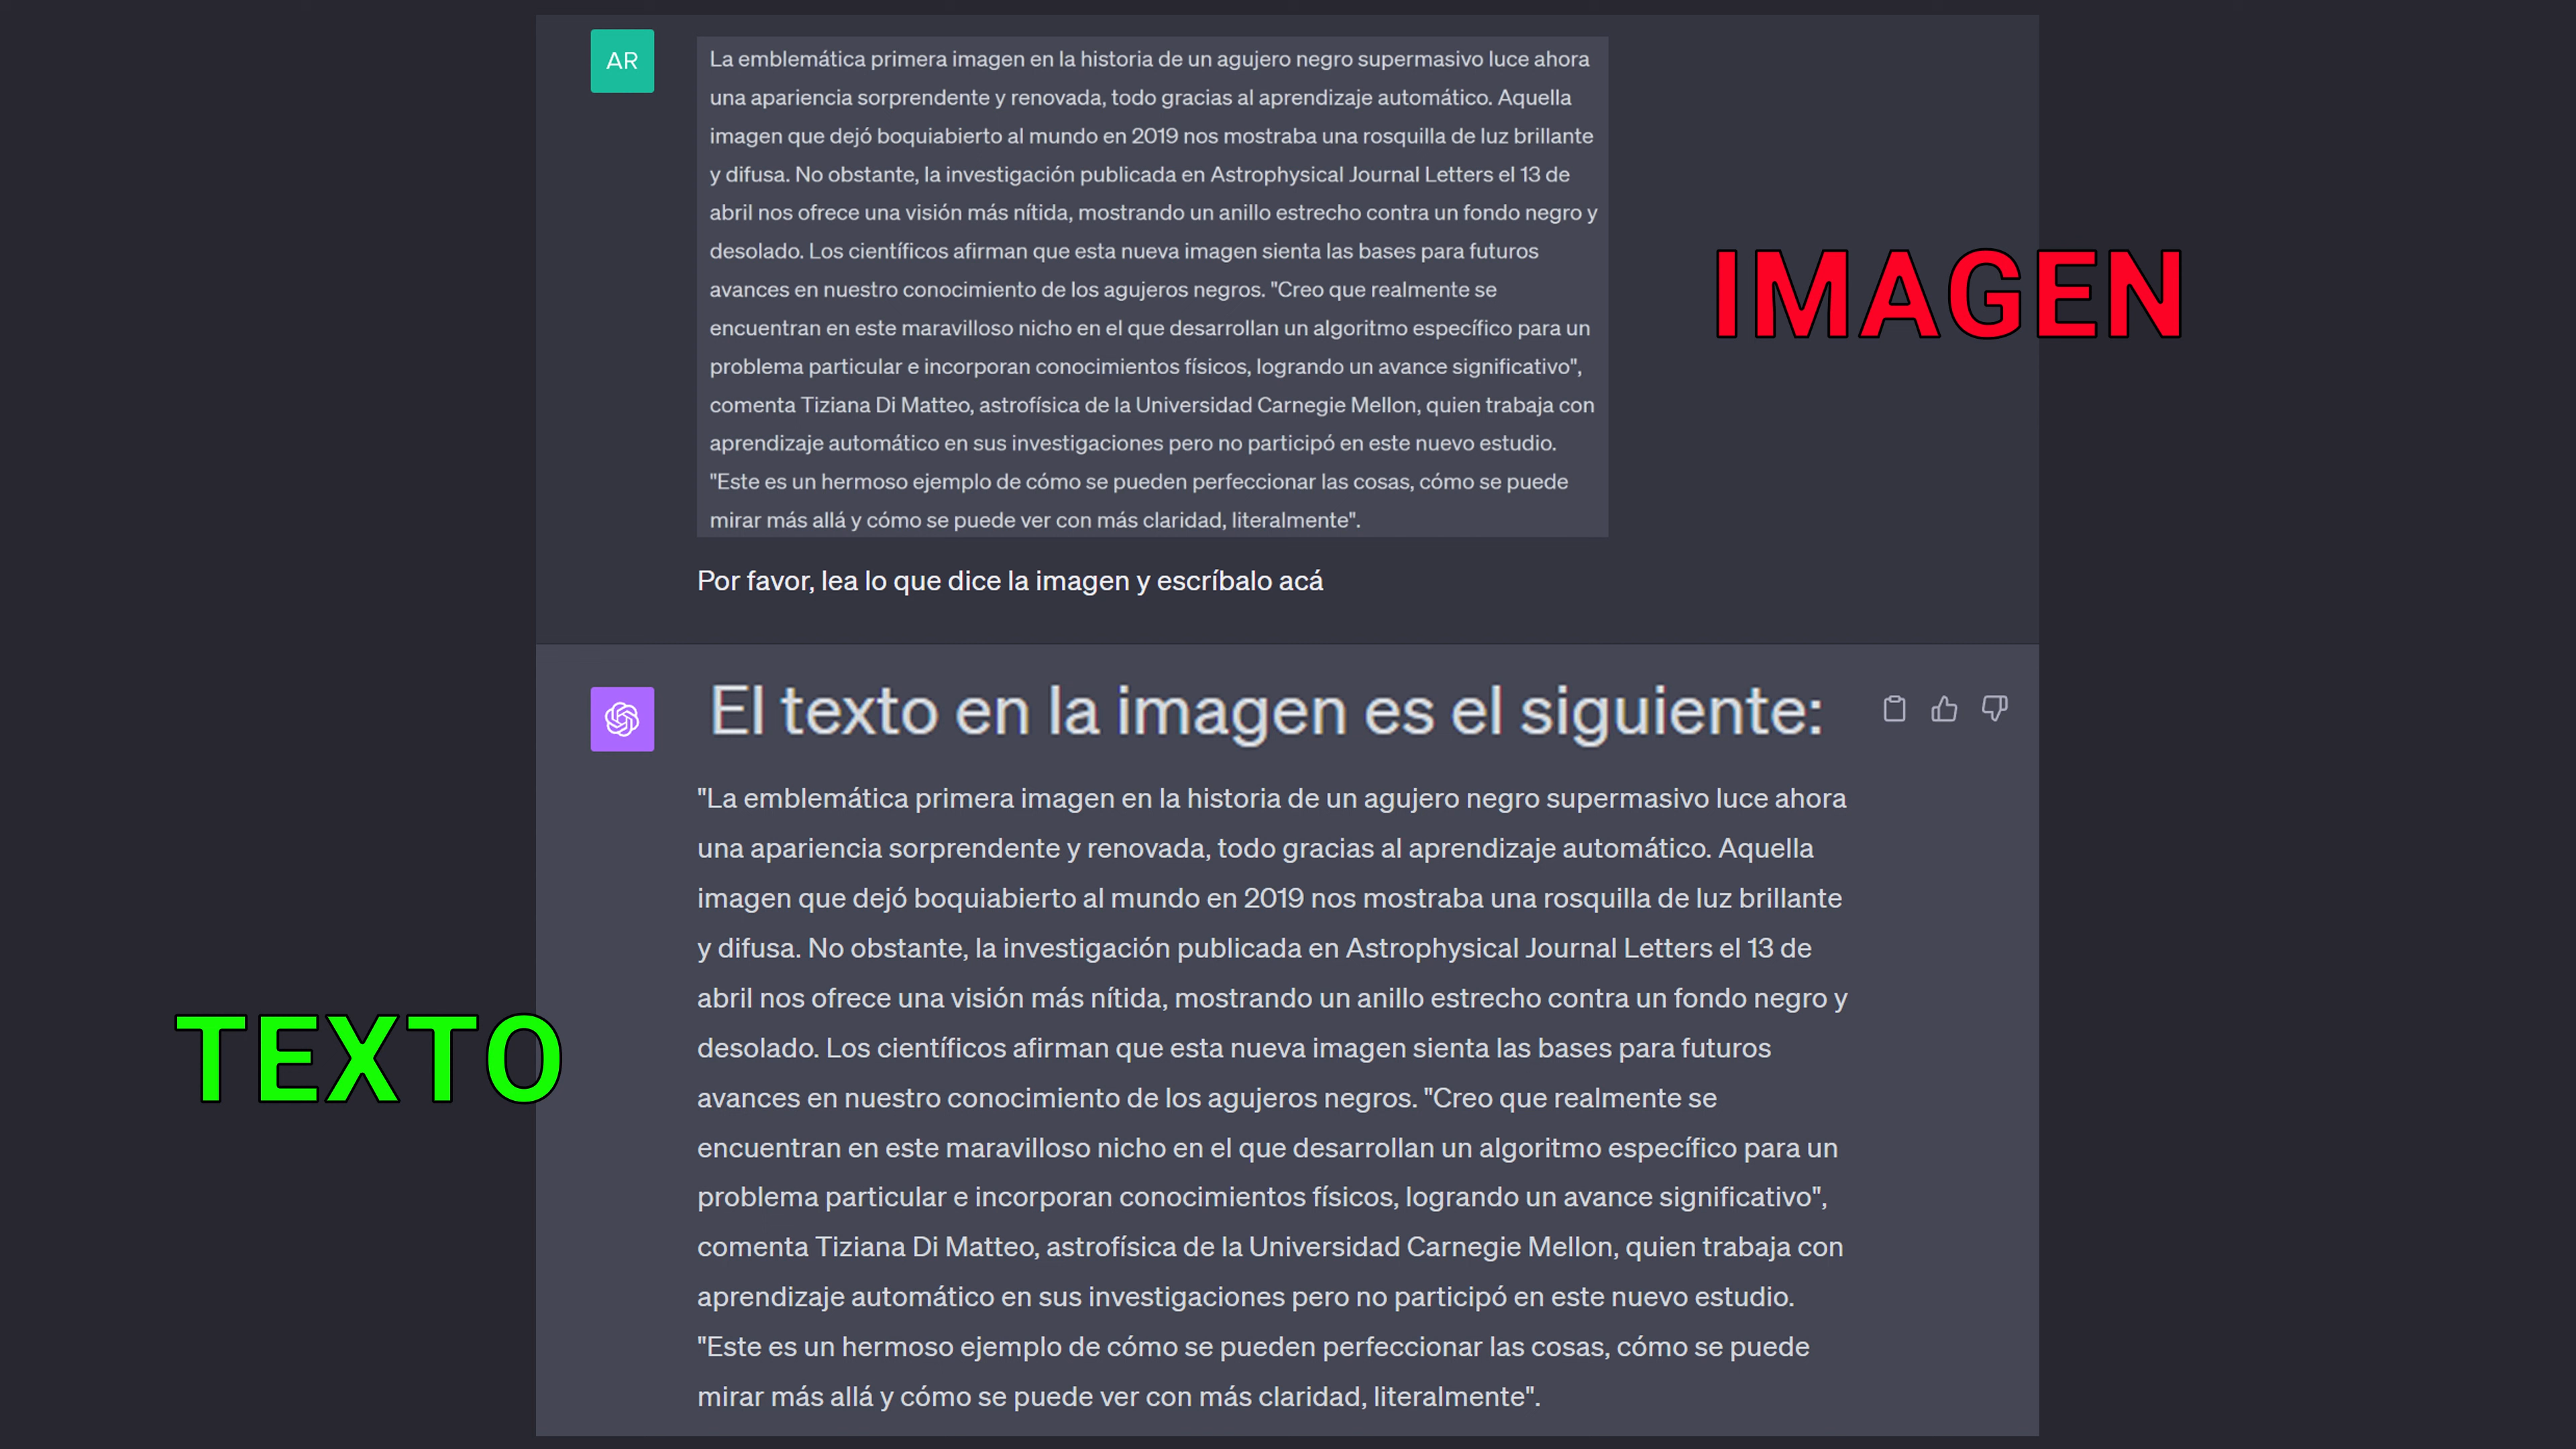 AR
La emblemática primera imagen en la historia de un agujero negro supermasivo luce ahora
una apariencia sorprendente y renovada, todo gracias al aprendizaje automático. Aquella
imagen que dejó boquiabierto al mundo en 2019 nos mostraba una rosquilla de luz brillante
y difusa. No obstante, la investigación publicada en Astrophysical Journal Letters el 13 de
abril nos ofrece una visión más nítida, mostrando un anillo estrecho contra un fondo negro y
desolado. Los científicos afirman que esta nueva imagen sienta las bases para futuros
avances en nuestro conocimiento de los agujeros negros. "Creo que realmente se
encuentran en este maravilloso nicho en el que desarrollan un algoritmo específico para un
problema particular e incorporan conocimientos físicos, logrando un avance significativo",
comenta Tiziana Di Matteo, astrofísica de la Universidad Carnegie Mellon, quien trabaja con
aprendizaje automático en sus investigaciones pero no participó en este nuevo estudio.
"Este es un hermoso ejemplo de cómo se pueden perfeccionar las cosas, cómo se puede
mirar más allá y cómo se puede ver con más claridad, literalmente".
IMAGEN
Por favor, lea lo que dice la imagen y escríbalo acá
El texto en la imagen es el siguiente:
"La emblemática primera imagen en la historia de un agujero negro supermasivo luce ahora
una apariencia sorprendente y renovada, todo gracias al aprendizaje automático. Aquella
imagen que dejó boquiabierto al mundo en 2019 nos mostraba una rosquilla de luz brillante
y difusa. No obstante, la investigación publicada en Astrophysical Journal Letters el 13 de
abril nos ofrece una visión más nítida, mostrando un anillo estrecho contra un fondo negro y
desolado. Los científicos afirman que esta nueva imagen sienta las bases para futuros
avances en nuestro conocimiento de los agujeros negros. "Creo que realmente se
encuentran en este maravilloso nicho en el que desarrollan un algoritmo específico para un
problema particular e incorporan conocimientos físicos, logrando un avance significativo",
comenta Tiziana Di Matteo, astrofísica de la Universidad Carnegie Mellon, quien trabaja con
aprendizaje automático en sus investigaciones pero no participó en este nuevo estudio.
"Este es un hermoso ejemplo de cómo se pueden perfeccionar las cosas, cómo se puede
mirar más allá y cómo se puede ver con más claridad, literalmente".
TEXTO